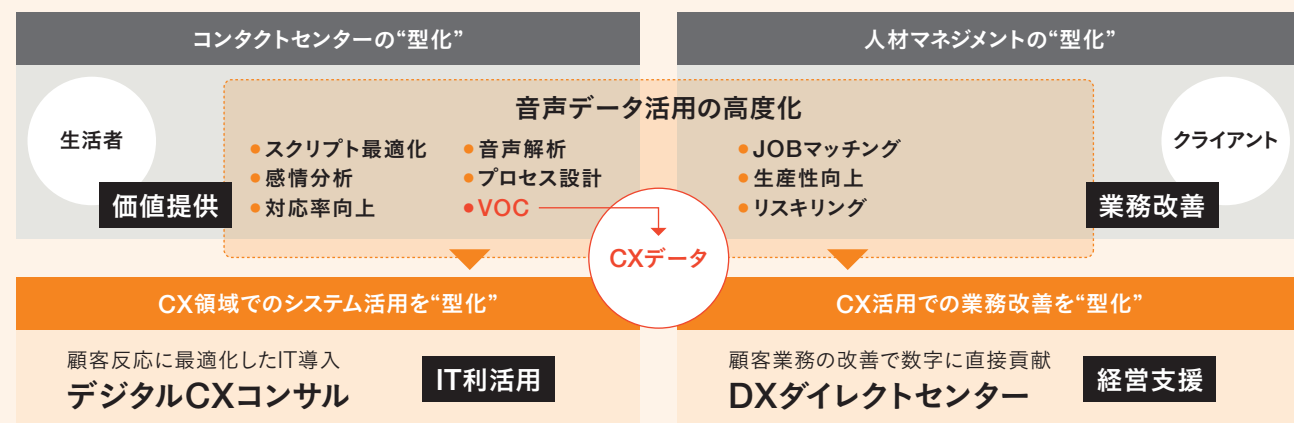 コンタクトセンターの“型化”
人材マネジメントの“型化”
音声データ活用の高度化
生活者
クライアント
●スクリプト最適化
●感情分析
●対応率向上
●音声解析
●プロセス設計
●VOC
●JOBマッチング
●生産性向上
●リスキリング
価値提供
業務改善
CXデータ
CX領域でのシステム活用を“型化”
CX活用での業務改善を“型化”
顧客反応に最適化したIT導入
デジタルCXコンサル
IT利活用
顧客業務の改善で数字に直接貢献
DXダイレクトセンター
経営支援